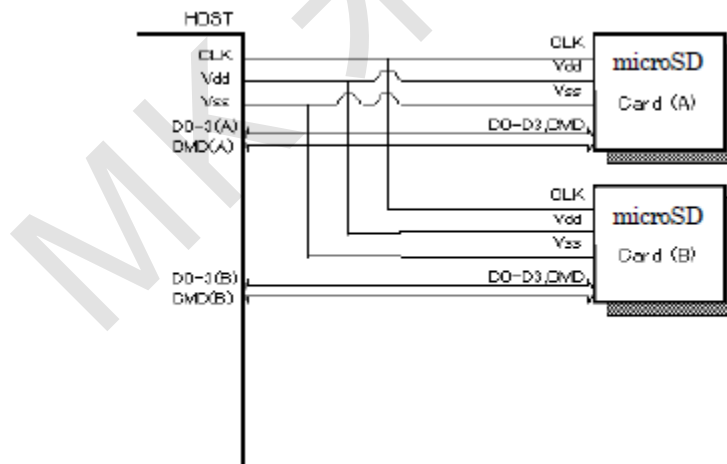 HOST
CLK
Vdd
Vss
D0-3(A)
CMD(A)
CLK
Vdd
Vss
D0-D3,CMD
microSD
Card (A)
CLK
Vdd
Vss
D0-D3,CMD
microSD
Card (B)
D0-3(B)
CMD(B)